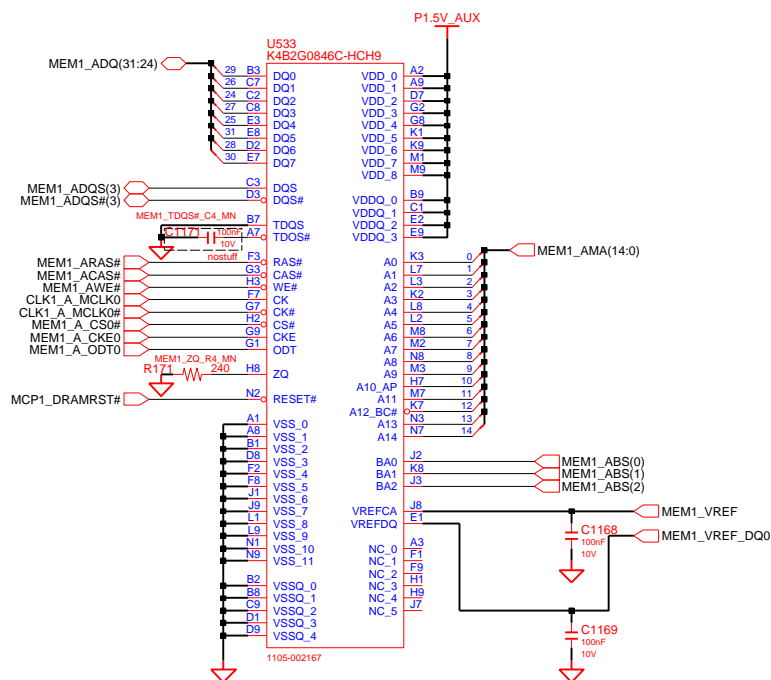 P1.5V_AUX
U533
K4B2G0846C-HCH9
MEM1_ADQ(31:24)
29 B3 DQ0
26 C7 DQ1
24 C2 DQ2
27 C8 DQ3
25 E3 DQ4
31 E8 DQ5
28 D2 DQ6
30 E7 DQ7
MEM1_ADQS(3) C3 DQS
MEM1_ADQS#(3) D3 DQS#
MEM1_TDQS#_C4_MN
B7 TDQS
C1171 100nF A7 TDOS#
10V
nostuff
MEM1_ARAS# F3 RAS#
MEM1_ACAS# G3 CAS#
MEM1_AWE# H3 WE#
CLK1_A_MCLK0 F7 CK
CLK1_A_MCLK0# G7 CK#
MEM1_A_CS0# H2 CS#
MEM1_A_CKE0 G9 CKE
MEM1_A_ODT0 G1 ODT
MEM1_ZQ_R4_MN
R171 240 H8 ZQ
MCP1_DRAMRST# N2 RESET#
A1 VSS_0
A8 VSS_1
B1 VSS_2
D8 VSS_3
F2 VSS_4
F8 VSS_5
J1 VSS_6
J9 VSS_7
L1 VSS_8
L9 VSS_9
N1 VSS_10
N9 VSS_11
B2 VSSQ_0
B8 VSSQ_1
C9 VSSQ_2
D1 VSSQ_3
D9 VSSQ_4
1105-002167
VDD_0 A2
VDD_1 A9
VDD_2 D7
VDD_3 G2
VDD_4 G8
VDD_5 K1
VDD_6 K9
VDD_7 M1
VDD_8 M9
VDDQ_0 B9
VDDQ_1 C1
VDDQ_2 E2
VDDQ_3 E9
MEM1_AMA(14:0)
A0 K3 0
A1 L7 1
A2 L3 2
A3 K2 3
A4 L8 4
A5 L2 5
A6 M8 6
A7 M2 7
A8 N8 8
A9 M3 9
A10_AP H7 10
A11 M7 11
A12_BC# K7 12
A13 N3 13
A14 N7 14
BA0 J2 MEM1_ABS(0)
BA1 K8 MEM1_ABS(1)
BA2 J3 MEM1_ABS(2)
VREFCA J8 MEM1_VREF
VREFDQ E1
C1168
100nF
10V
MEM1_VREF_DQ0
NC_0 A3
NC_1 F1
NC_2 F9
NC_3 H1
NC_4 H9
NC_5 J7
C1169
100nF
10V